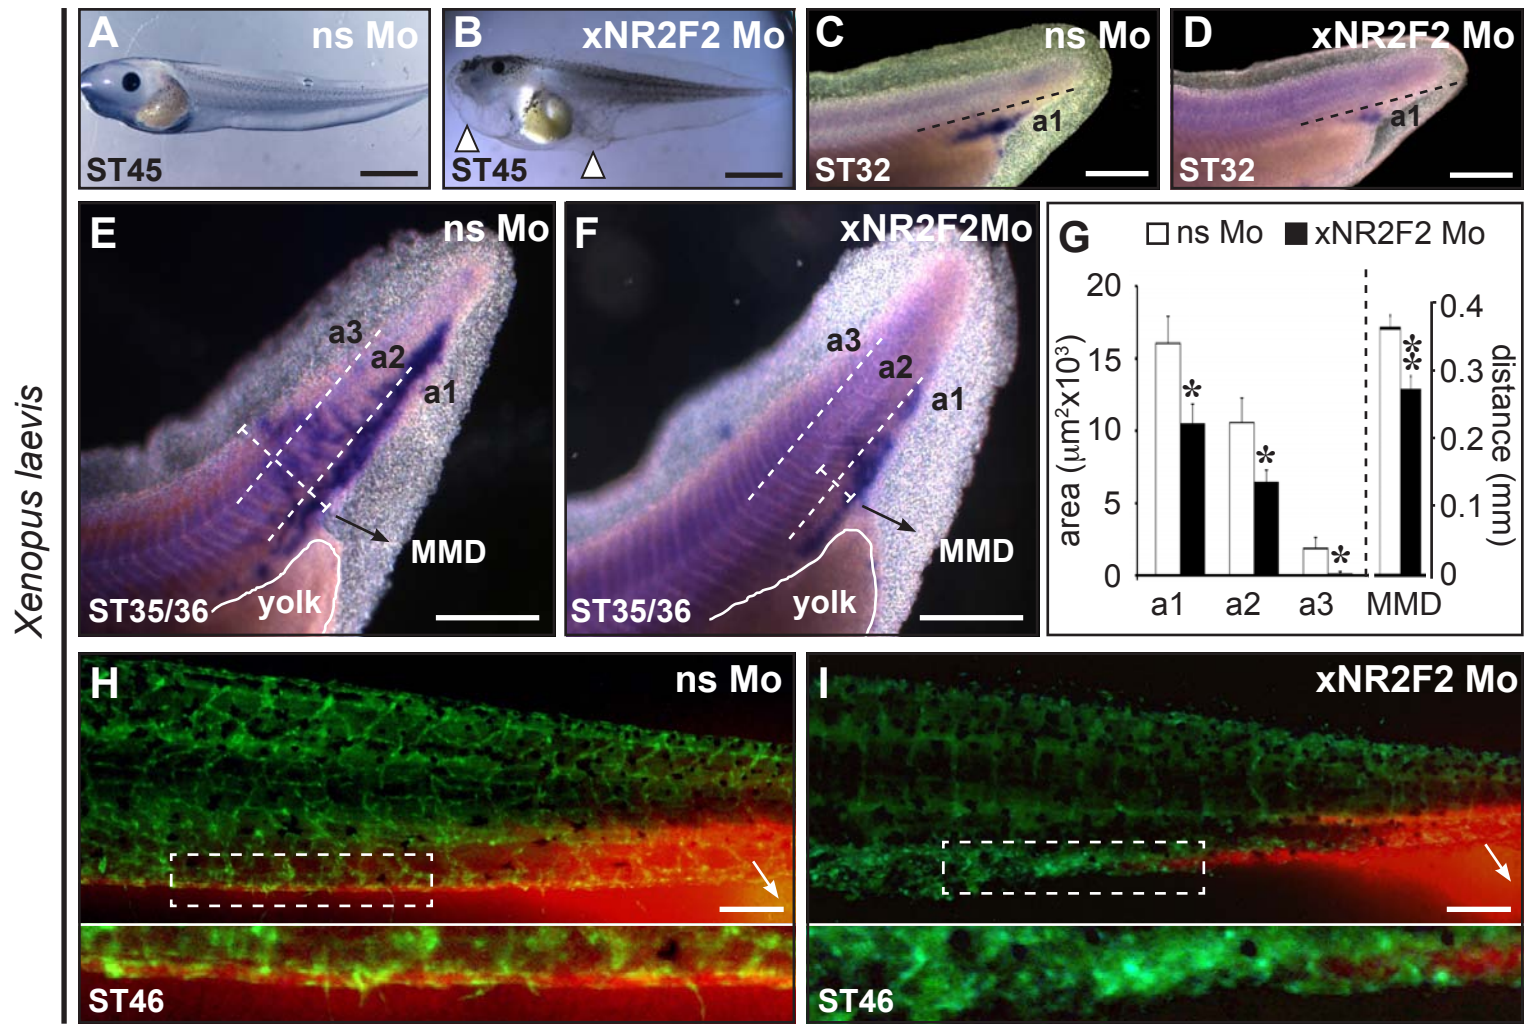 Xenopus laevis
A
ns Mo
ST45
B
xNR2F2 Mo
ST45
C
ns Mo
a1
ST32
D
xNR2F2 Mo
a1
ST32
E
ns Mo
a3
a2
a1
MMD
yolk
ST35/36
F
xNR2F2Mo
a3
a2
a1
MMD
yolk
ST35/36
G
ns Mo
xNR2F2 Mo
area (μm²x10³)
20
15
10
5
0
*
*
*
**
0.4
0.3
0.2
0.1
0
distance (mm)
a1 a2 a3 MMD
H
ns Mo
ST46
I
xNR2F2 Mo
ST46